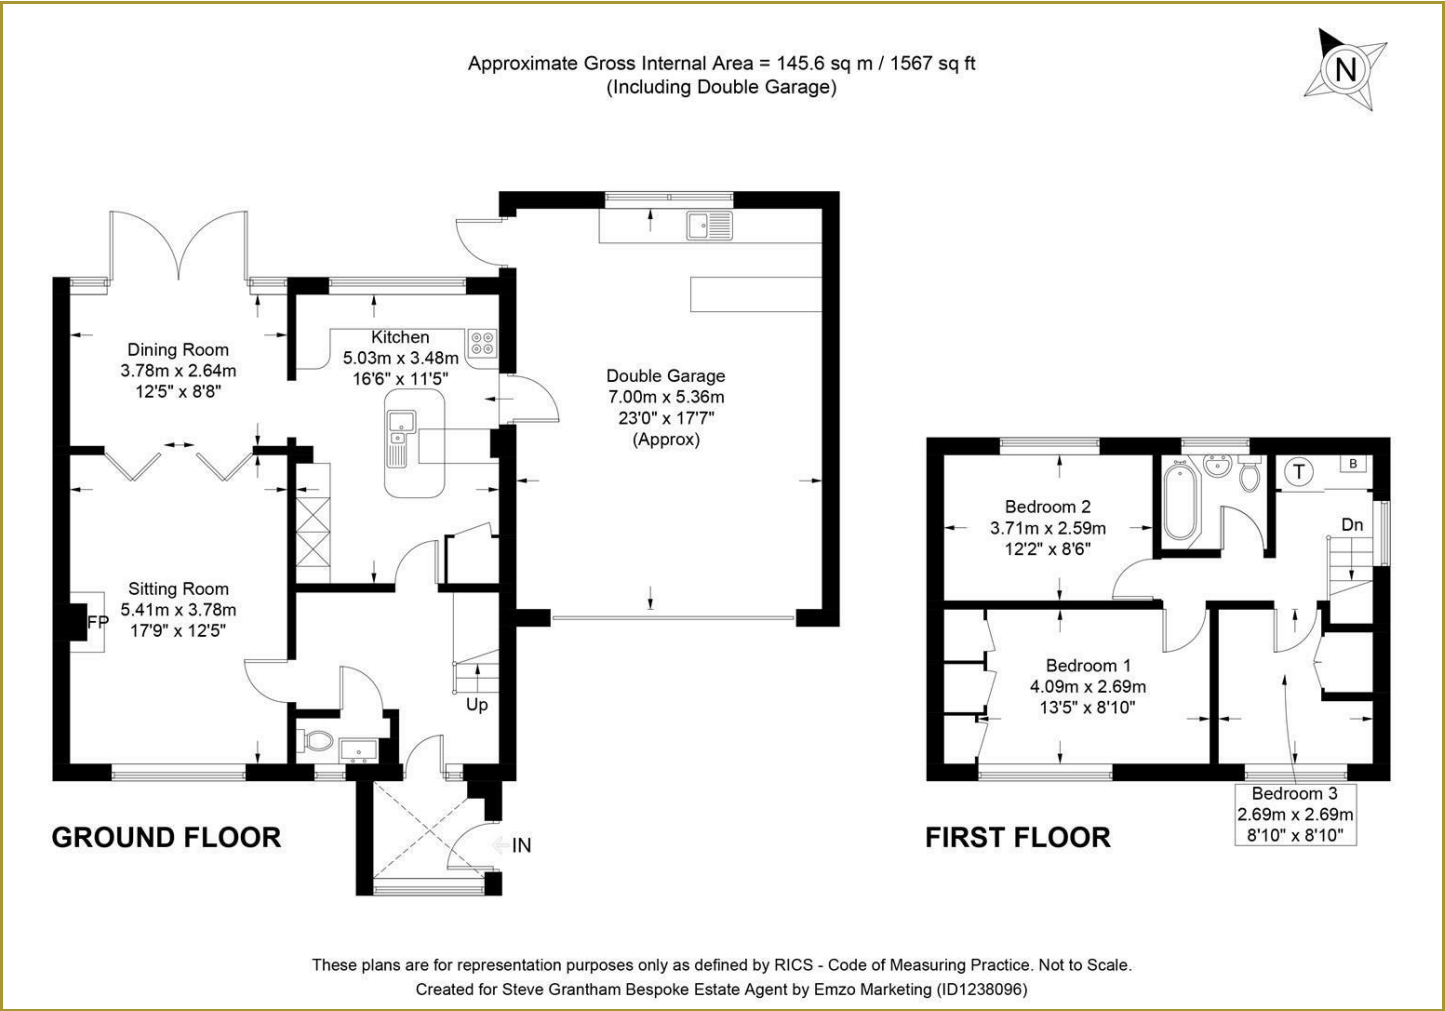 Approximate Gross Internal Area = 145.6 sq m / 1567 sq ft
(Including Double Garage)
N
Dining Room
3.78m x 2.64m
12'5" x 8'8"
Kitchen
5.03m x 3.48m
16'6" x 11'5"
Double Garage
7.00m x 5.36m
23'0" x 17'7"
(Approx)
Sitting Room
5.41m x 3.78m
17'9" x 12'5"
FP
Up
IN
GROUND FLOOR
Bedroom 2
3.71m x 2.59m
12'2" x 8'6"
T
B
Dn
Bedroom 1
4.09m x 2.69m
13'5" x 8'10"
Bedroom 3
2.69m x 2.69m
8'10" x 8'10"
FIRST FLOOR
These plans are for representation purposes only as defined by RICS - Code of Measuring Practice. Not to Scale.
Created for Steve Grantham Bespoke Estate Agent by Emzo Marketing (ID1238096)